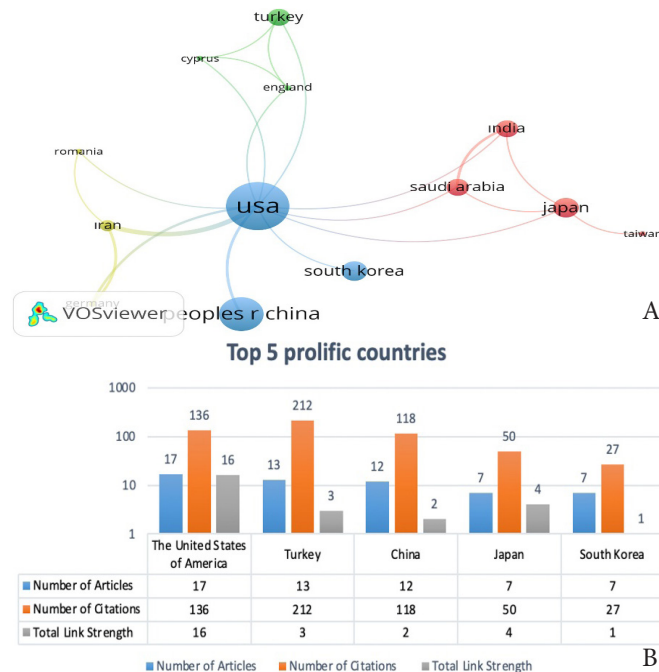 turkey
cyprus
england
india
romania
saudi arabia
usa
japan
iran
taiwan
south korea
germany
VOSviewer
peoples r china
A
Top 5 prolific countries
1000
212
136
118
100
50
27
17
16
13
12
10
7
7
4
3
2
1
1
The United States of America
Turkey
China
Japan
South Korea
Number of Articles 17 13 12 7 7
Number of Citations 136 212 118 50 27
Total Link Strength 16 3 2 4 1
B
Number of Articles Number of Citations Total Link Strength